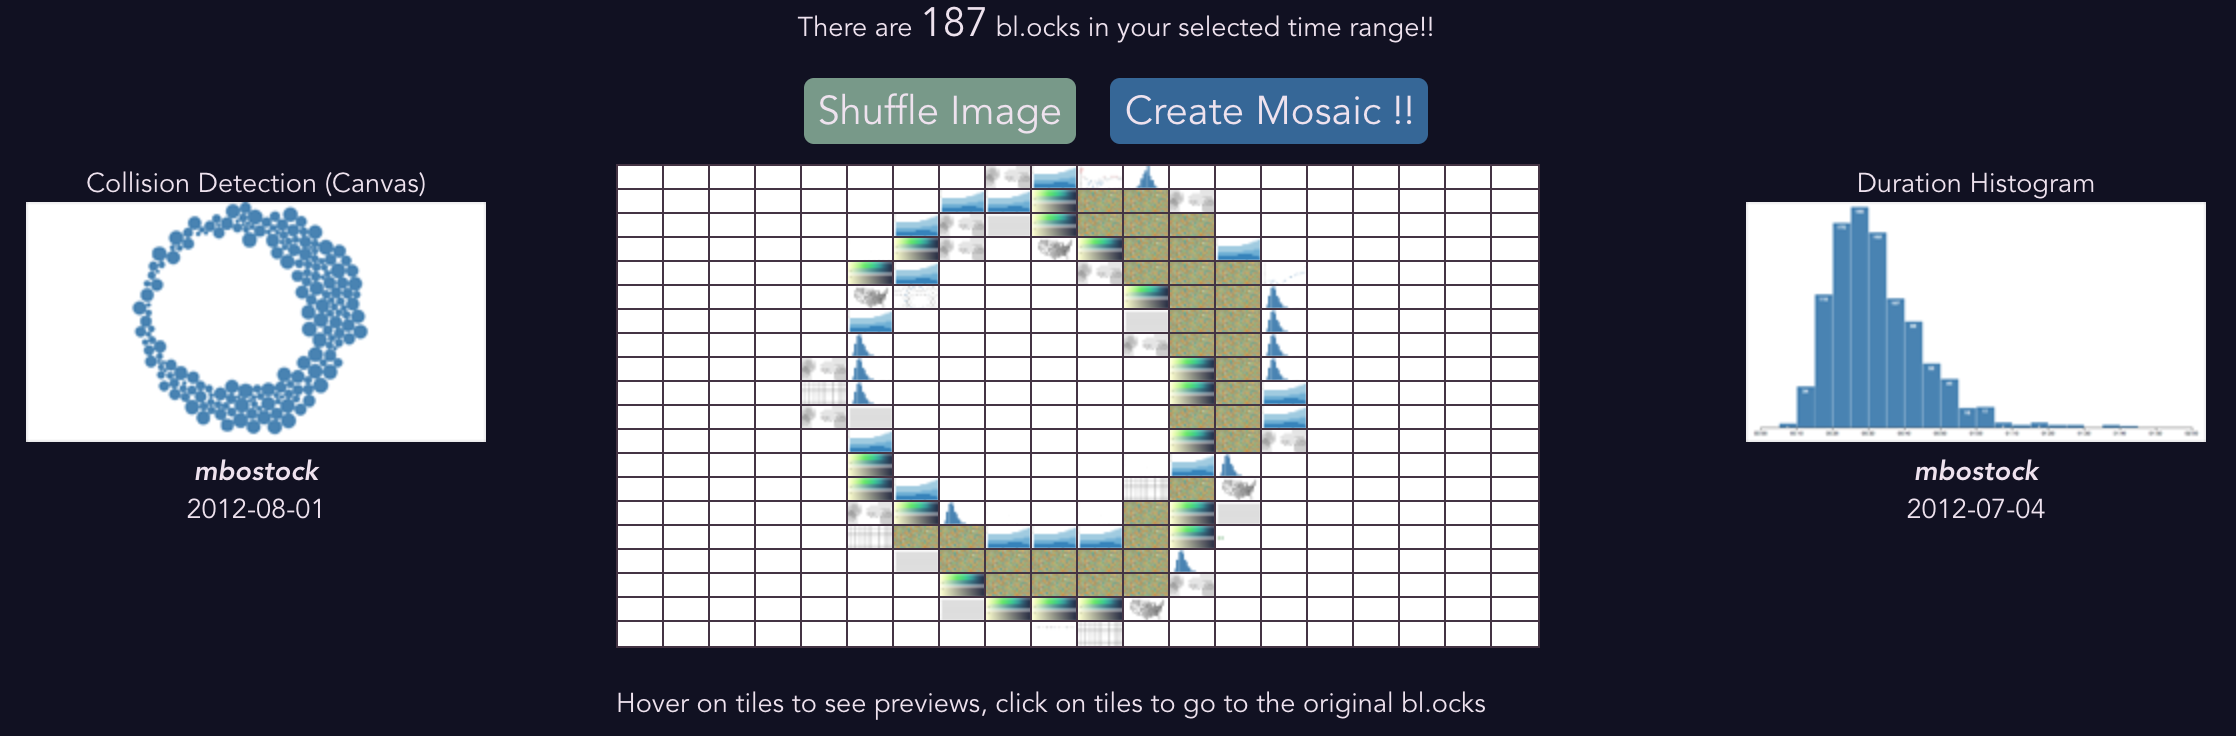 There are 187 bl.ocks in your selected time range!!
Shuffle Image
Create Mosaic !!
Collision Detection (Canvas)
mbostock
2012-08-01
Duration Histogram
mbostock
2012-07-04
Hover on tiles to see previews, click on tiles to go to the original bl.ocks